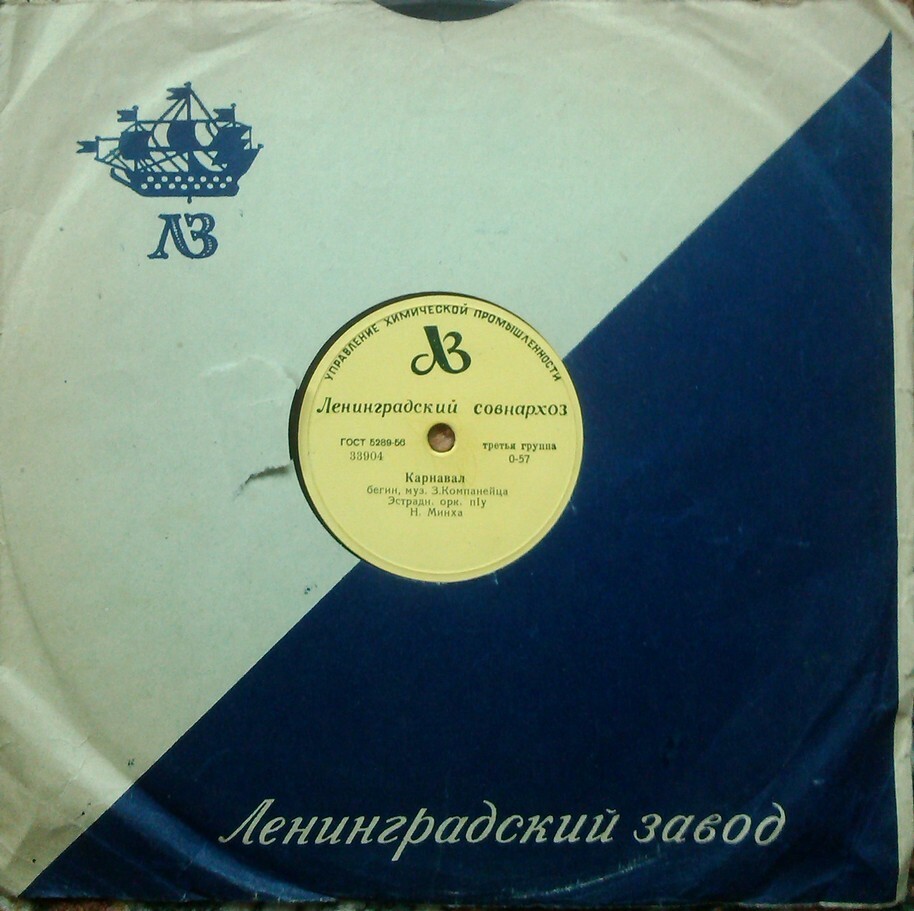 ЛЗ
УПРАВЛЕНИЕ ХИМИЧЕСКОЙ ПРОМЫШЛЕННОСТИ
ЛЗ
Ленинградский совнархоз
ГОСТ 5289-56 третья группа
33904 0-57
Карнавал
бегин, муз. З.Компанейца
Эстрадн. орк. п/у
Н. Минха
Ленинградский завод